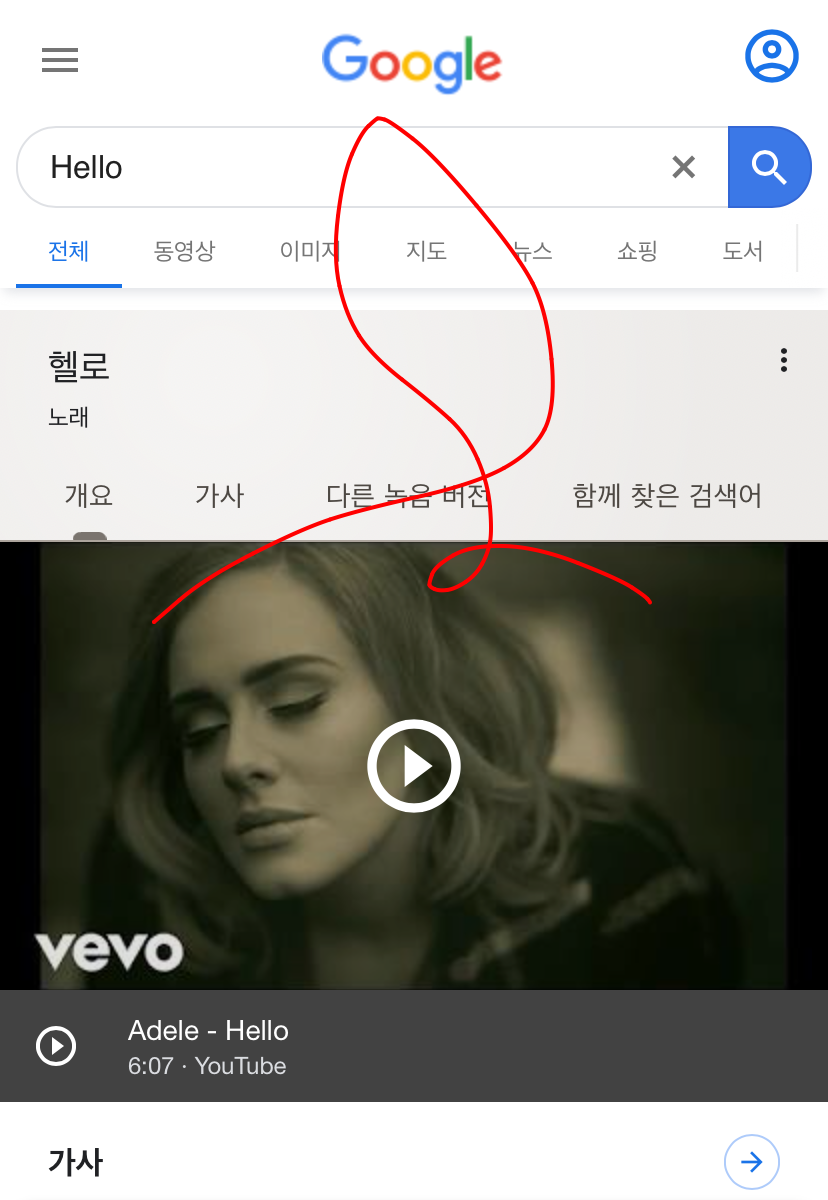 Google
Hello
전체 동영상 이미지 지도 뉴스 쇼핑 도서
헬로
노래
개요 가사 다른 녹음 버전 함께 찾은 검색어
vevo
Adele - Hello
6:07 · YouTube
가사